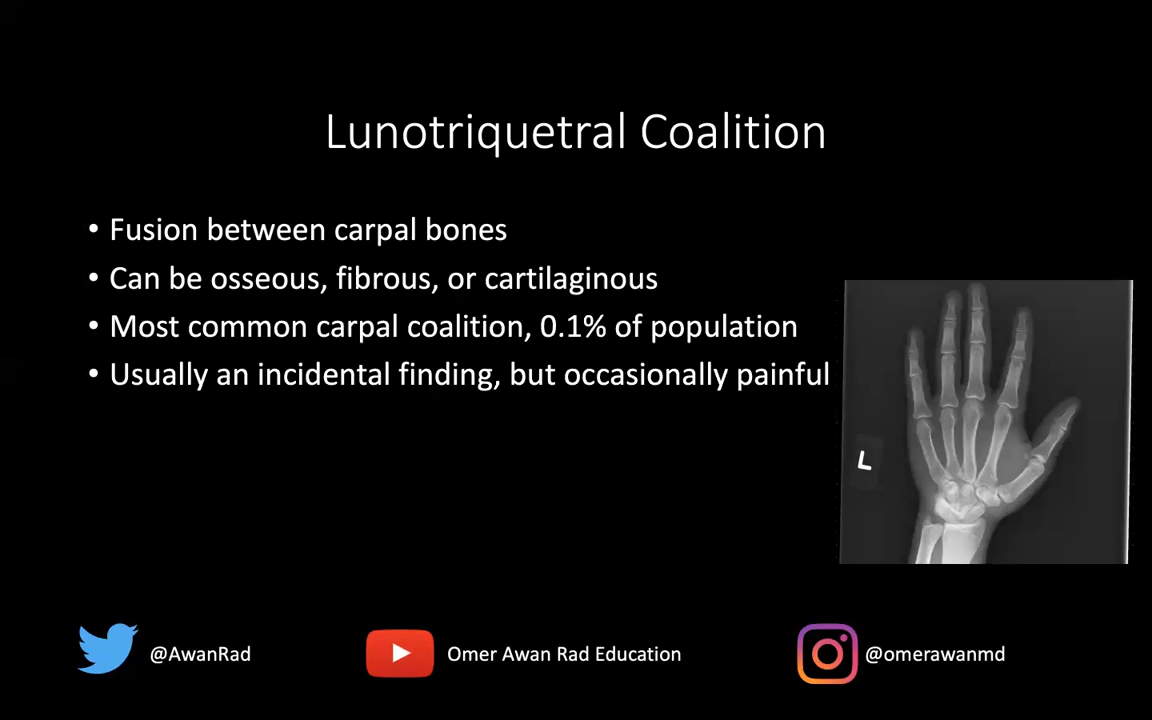 Lunotriquetral Coalition
• Fusion between carpal bones
• Can be osseous, fibrous, or cartilaginous
• Most common carpal coalition, 0.1% of population
• Usually an incidental finding, but occasionally painful
L
@AwanRad
Omer Awan Rad Education
@omerawanmd